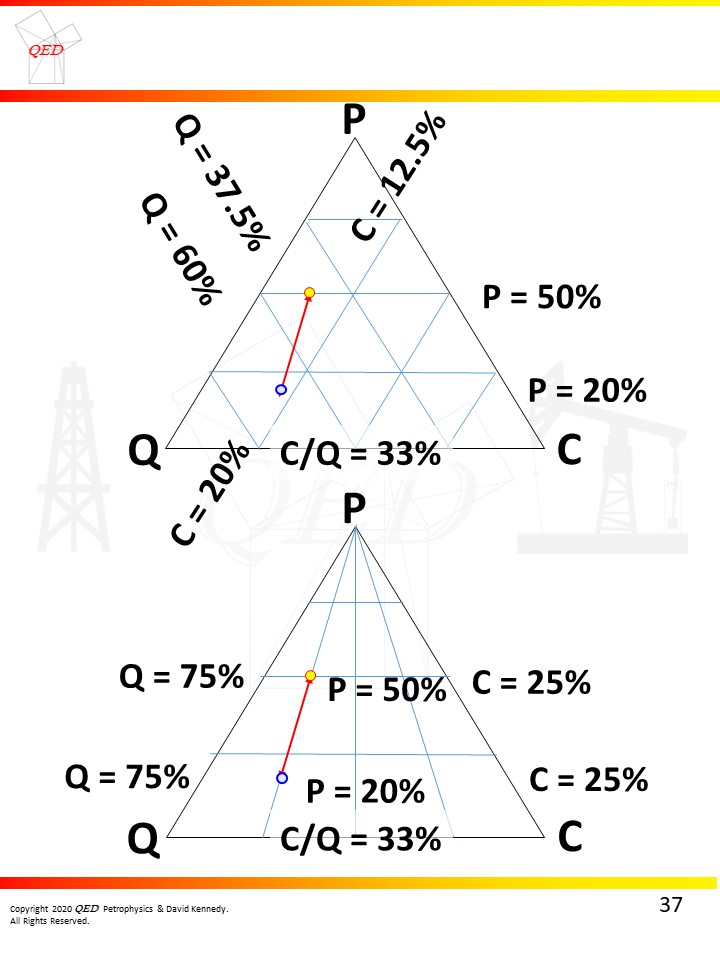 QED
P
Q = 37.5%
C = 12.5%
Q = 60%
P = 50%
P = 20%
Q
C/Q = 33%
C
C = 20%
QED
P
Q = 75%
P = 50%
C = 25%
Q = 75%
P = 20%
C = 25%
Q
C/Q = 33%
C
Copyright 2020 QED Petrophysics & David Kennedy.
All Rights Reserved.
37